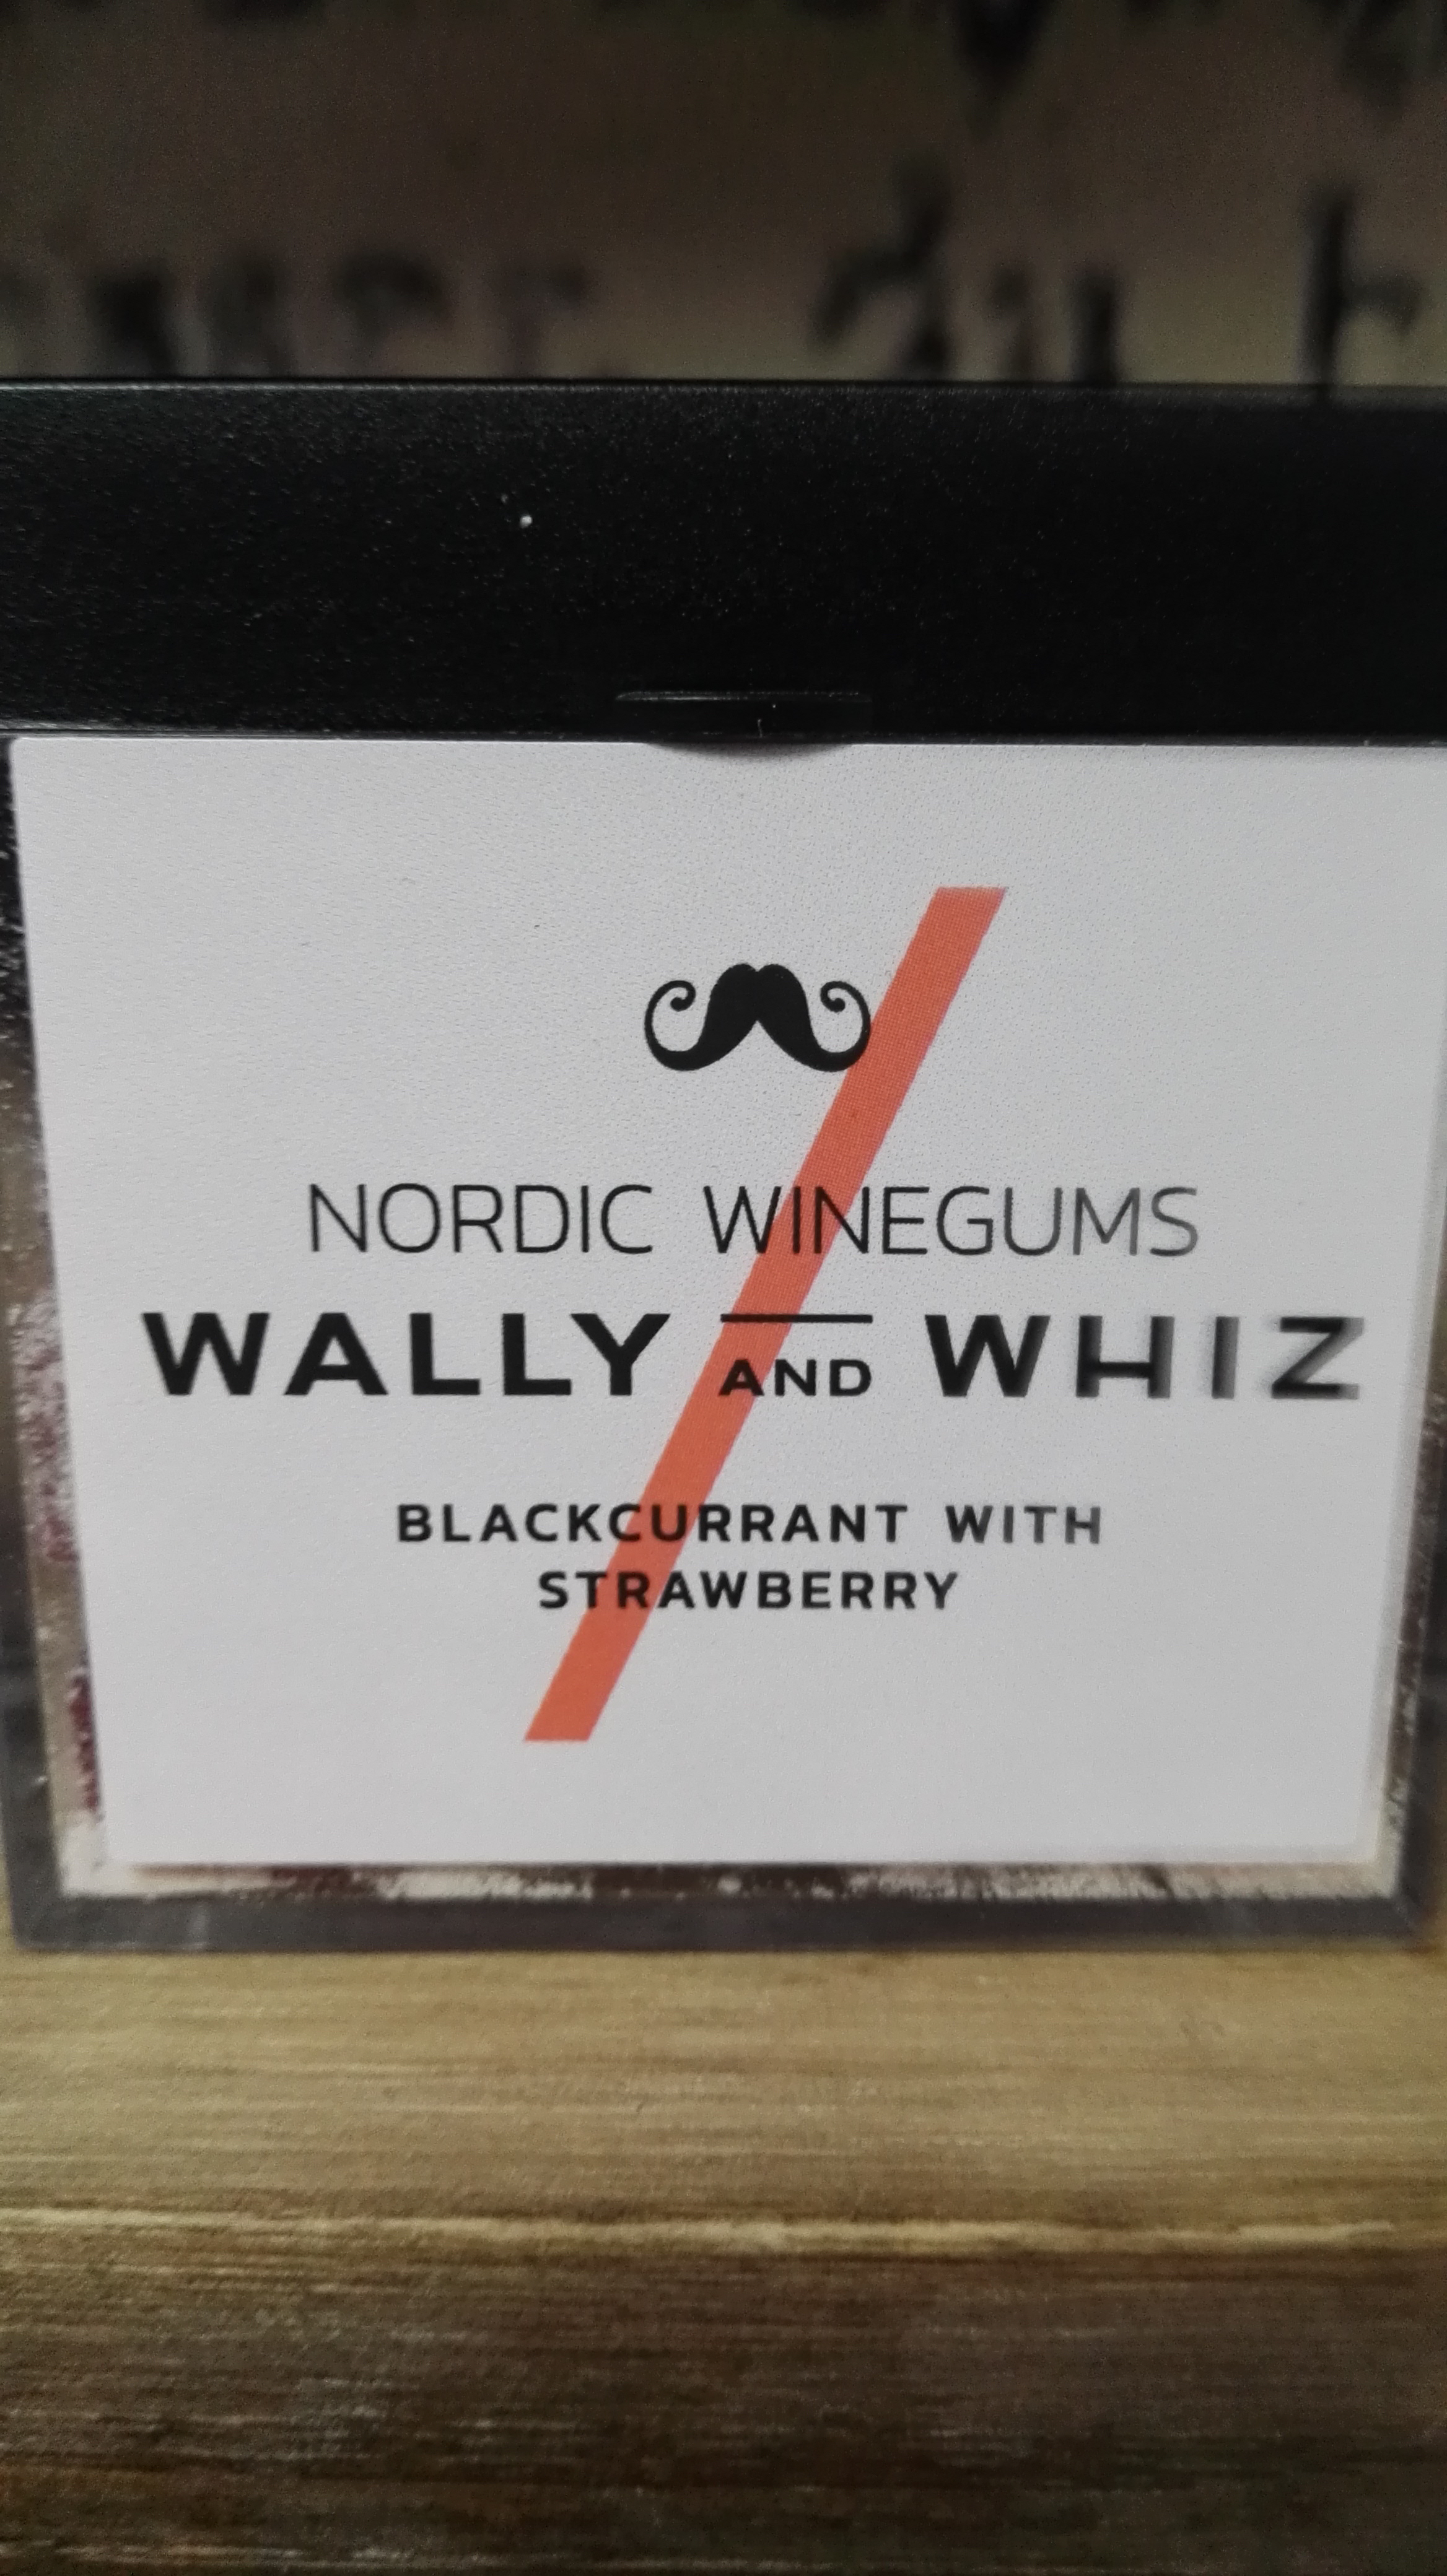 NORDIC WINEGUMS
WALLY AND WHIZ
BLACKCURRANT WITH
STRAWBERRY